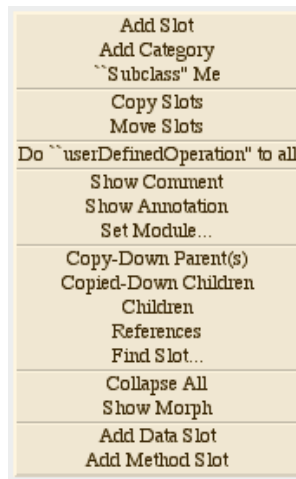 Add Slot
Add Category
``Subclass'' Me
Copy Slots
Move Slots
Do ``userDefinedOperation'' to all
Show Comment
Show Annotation
Set Module...
Copy-Down Parent(s)
Copied-Down Children
Children
References
Find Slot...
Collapse All
Show Morph
Add Data Slot
Add Method Slot